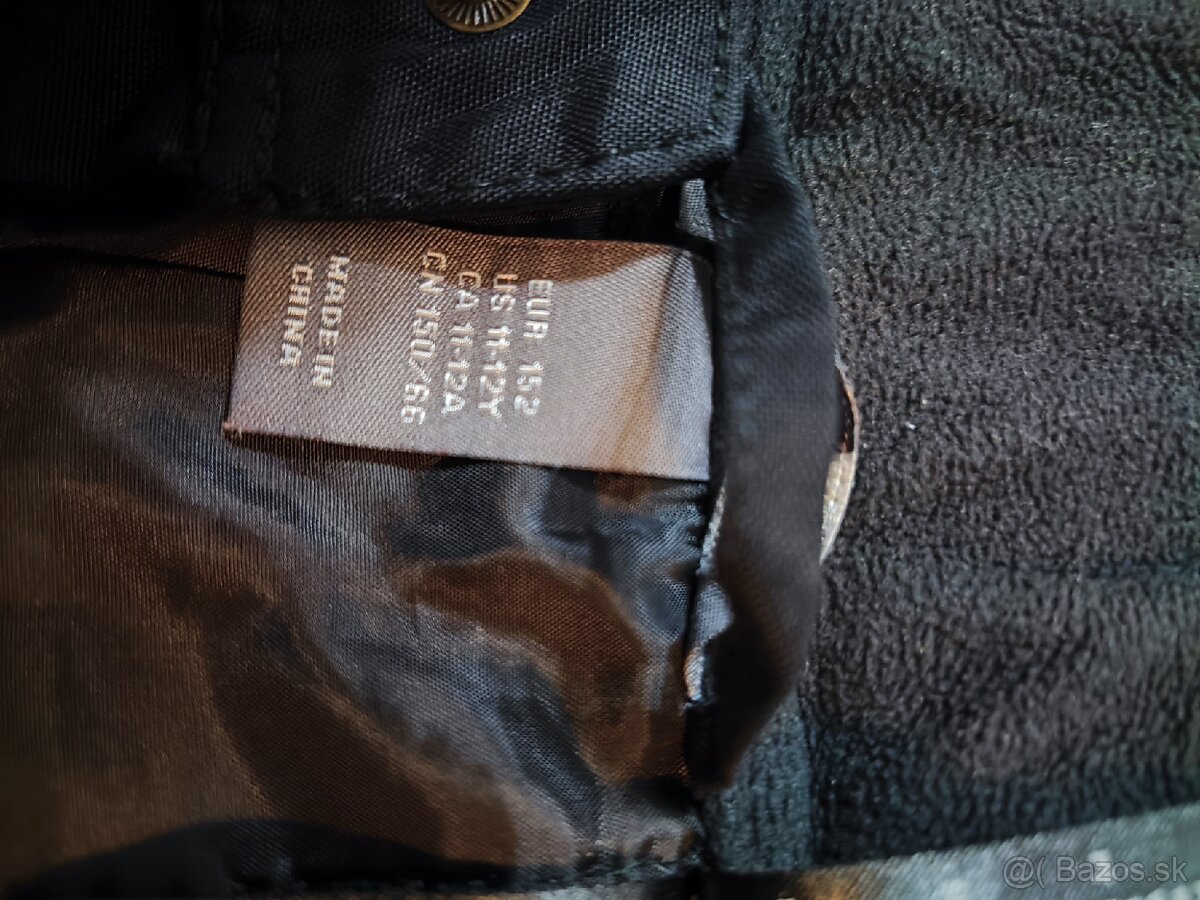 EUR 152
US 11-12Y
CA 11-12A
CN 150/66
MADE IN
CHINA
@( Bazos.sk